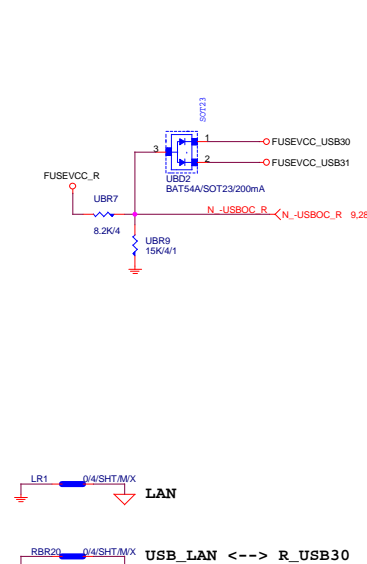 SOT23
1
3
FUSEVCC_USB30
2
FUSEVCC_USB31
FUSEVCC_R
UBD2
BAT54A/SOT23/200mA
UBR7
N_-USBOC_R
N_-USBOC_R 9,28
8.2K/4
UBR9
15K/4/1
LR1
0/4/SHT/M/X
LAN
RBR20
0/4/SHT/M/X
USB_LAN <--> R_USB30